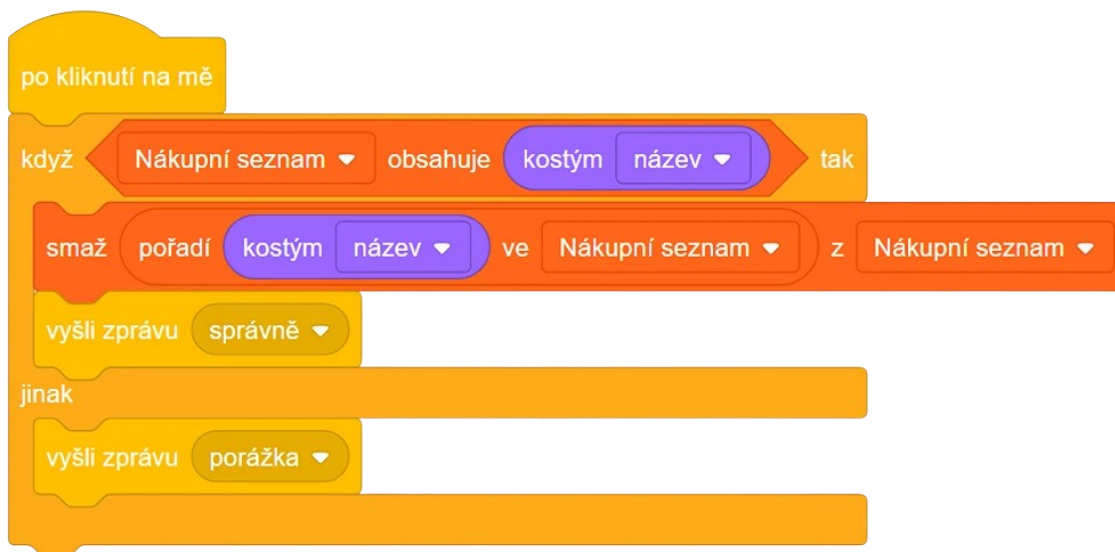 po kliknutí na mě
když Nákupní seznam obsahuje kostým název tak
smaž pořadí kostým název ve Nákupní seznam z Nákupní seznam
vyšli zprávu správně
jinak
vyšli zprávu porážka